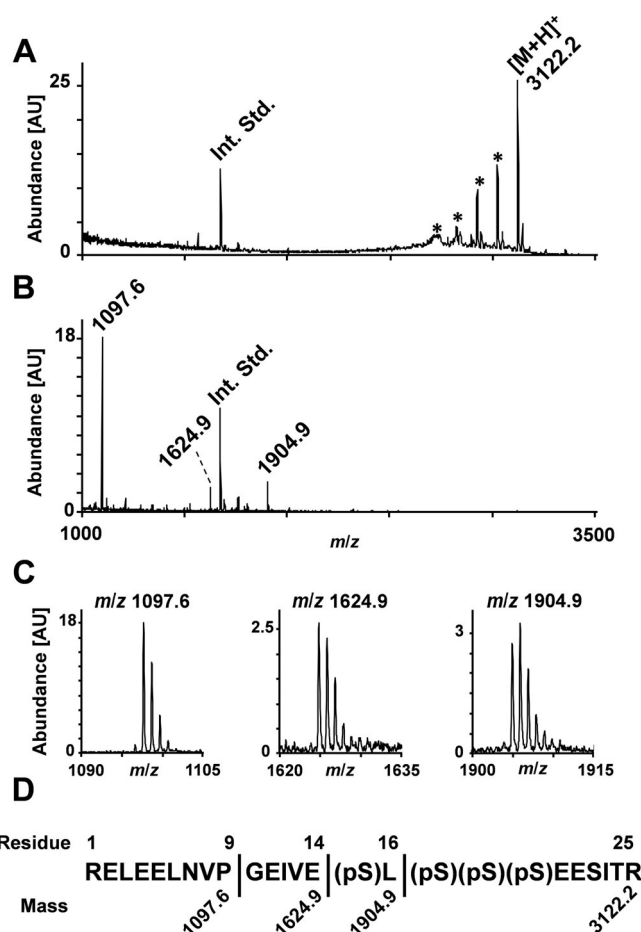 A
Abundance [AU]
25
0
Int. Std.
*
*
*
*
[M+H]+
3122.2
B
Abundance [AU]
18
0
1097.6
1624.9
Int. Std.
1904.9
1000
m/z
3500
C
Abundance [AU]
m/z 1097.6
18
0
1090
m/z
1105
m/z 1624.9
2.5
0
1620
m/z
1635
m/z 1904.9
3
0
1900
m/z
1915
D
Residue 1 9 14 16 25
RELEELNVP GEIVE (pS)L (pS)(pS)(pS)EESITR
Mass 1097.6 1624.9 1904.9 3122.2